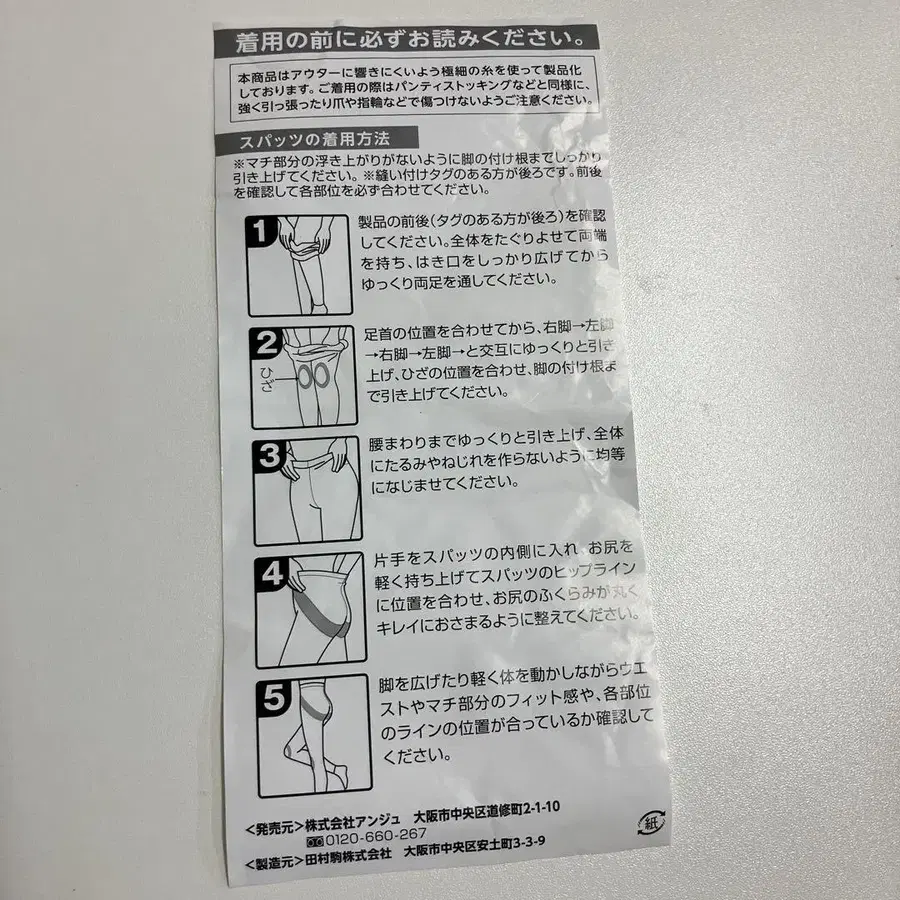 着用の前に必ずお読みください。
本商品はアウターに響きにくいよう極細の糸を使って製品化
しております。ご着用の際はパンティストッキングなどと同様に、
強く引っ張ったり爪や指輪などで傷つけないようご注意ください。
スパッツの着用方法
※マチ部分の浮き上がりがないように脚の付け根までしっかり
引き上げてください。※縫い付けタグのある方が後ろです。前後
を確認して各部位を必ず合わせてください。
1
製品の前後(タグのある方が後ろ)を確認
してください。全体をたぐりよせて両端
を持ち、はき口をしっかり広げてから
ゆっくり両足を通してください。
2
ひざ
足首の位置を合わせてから、右脚→左脚
→右脚→左脚→と交互にゆっくりと引き
上げ、ひざの位置を合わせ、脚の付け根ま
で引き上げてください。
3
腰まわりまでゆっくりと引き上げ、全体
にたるみやねじれを作らないように均等
になじませてください。
4
片手をスパッツの内側に入れ お尻を
軽く持ち上げてスパッツのヒップライン
に位置を合わせ、お尻のふくらみが丸く
キレイにおさまるように整えてください。
5
脚を広げたり軽く体を動かしながらウエ
ストやマチ部分のフィット感や、各部位
のラインの位置が合っているか確認して
ください。
<発売元>株式会社アンジュ 大阪市中央区道修町2-1-10
0120-660-267
<製造元>田村駒株式会社 大阪市中央区安土町3-3-9
紙